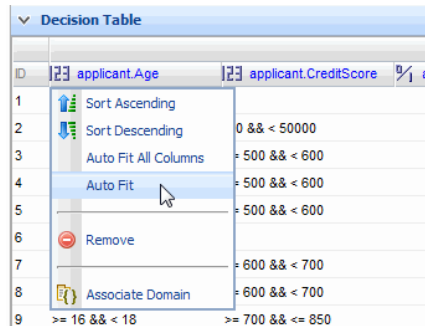 Decision Table
ID applicant.Age applicant.CreditScore
1 Sort Ascending
2 Sort Descending 0 && < 50000
3 Auto Fit All Columns = 500 && < 600
4 Auto Fit = 500 && < 600
5 = 500 && < 600
6 Remove
7 = 600 && < 700
8 Associate Domain = 600 && < 700
9 >= 16 && < 18 >= 700 && <= 850